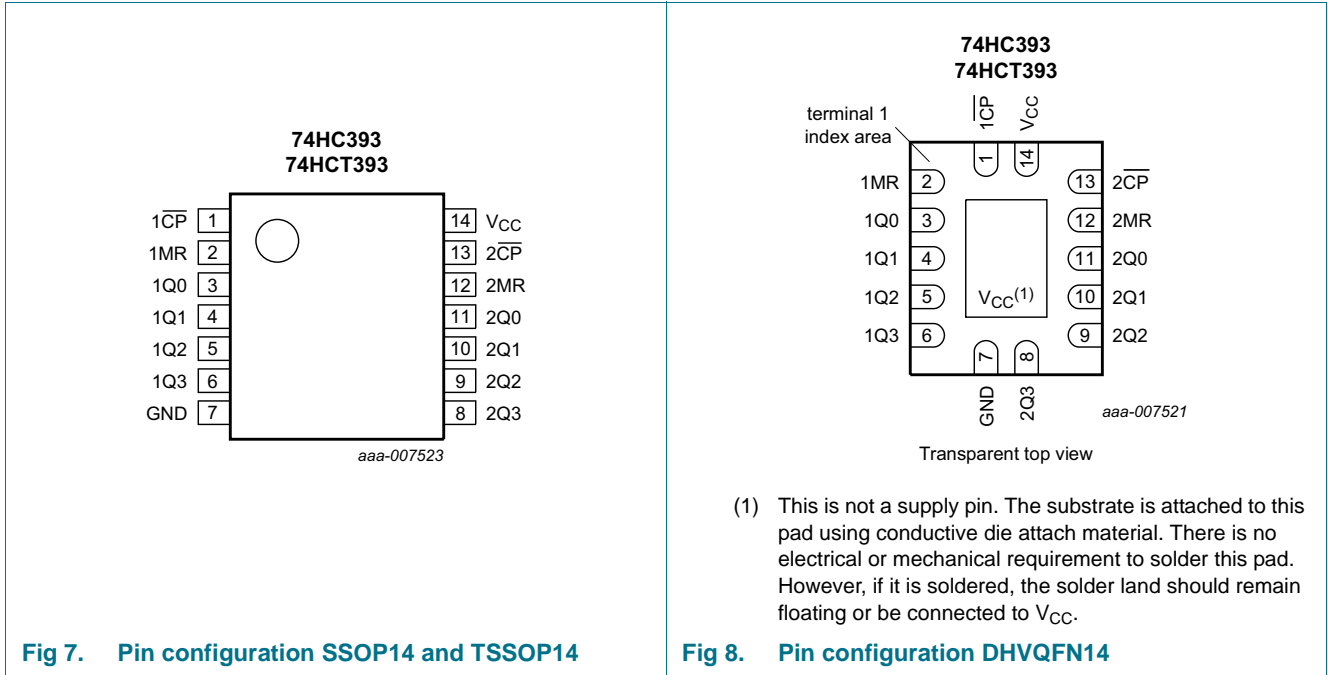 74HC393
74HCT393
1C̅P̅ 1
1MR 2
1Q0 3
1Q1 4
1Q2 5
1Q3 6
GND 7
14 VCC
13 2C̅P̅
12 2MR
11 2Q0
10 2Q1
9 2Q2
8 2Q3
aaa-007523
Fig 7. Pin configuration SSOP14 and TSSOP14
74HC393
74HCT393
terminal 1
index area
1C̅P̅
VCC
1
14
1MR 2
1Q0 3
1Q1 4
1Q2 5
1Q3 6
13 2C̅P̅
12 2MR
11 2Q0
10 2Q1
9 2Q2
VCC(1)
7
8
GND
2Q3
aaa-007521
Transparent top view
(1) This is not a supply pin. The substrate is attached to this
pad using conductive die attach material. There is no
electrical or mechanical requirement to solder this pad.
However, if it is soldered, the solder land should remain
floating or be connected to VCC.
Fig 8. Pin configuration DHVQFN14